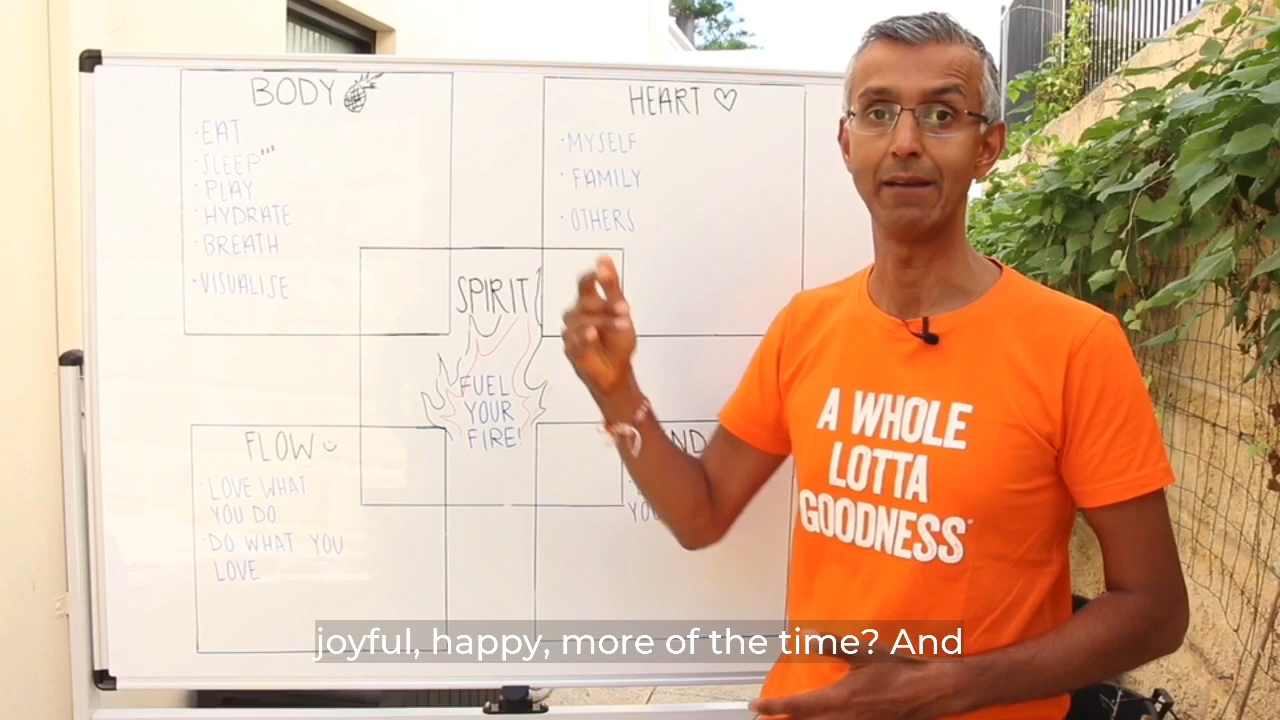 BODY
· EAT
· SLEEP zzz
· PLAY
· HYDRATE
· BREATH
· VISUALISE
HEART
· MYSELF
· FAMILY
· OTHERS
SPIRIT
FUEL
YOUR
FIRE!
FLOW
· LOVE WHAT
YOU DO
· DO WHAT YOU
LOVE
A WHOLE
LOTTA
GOODNESS
joyful, happy, more of the time? And